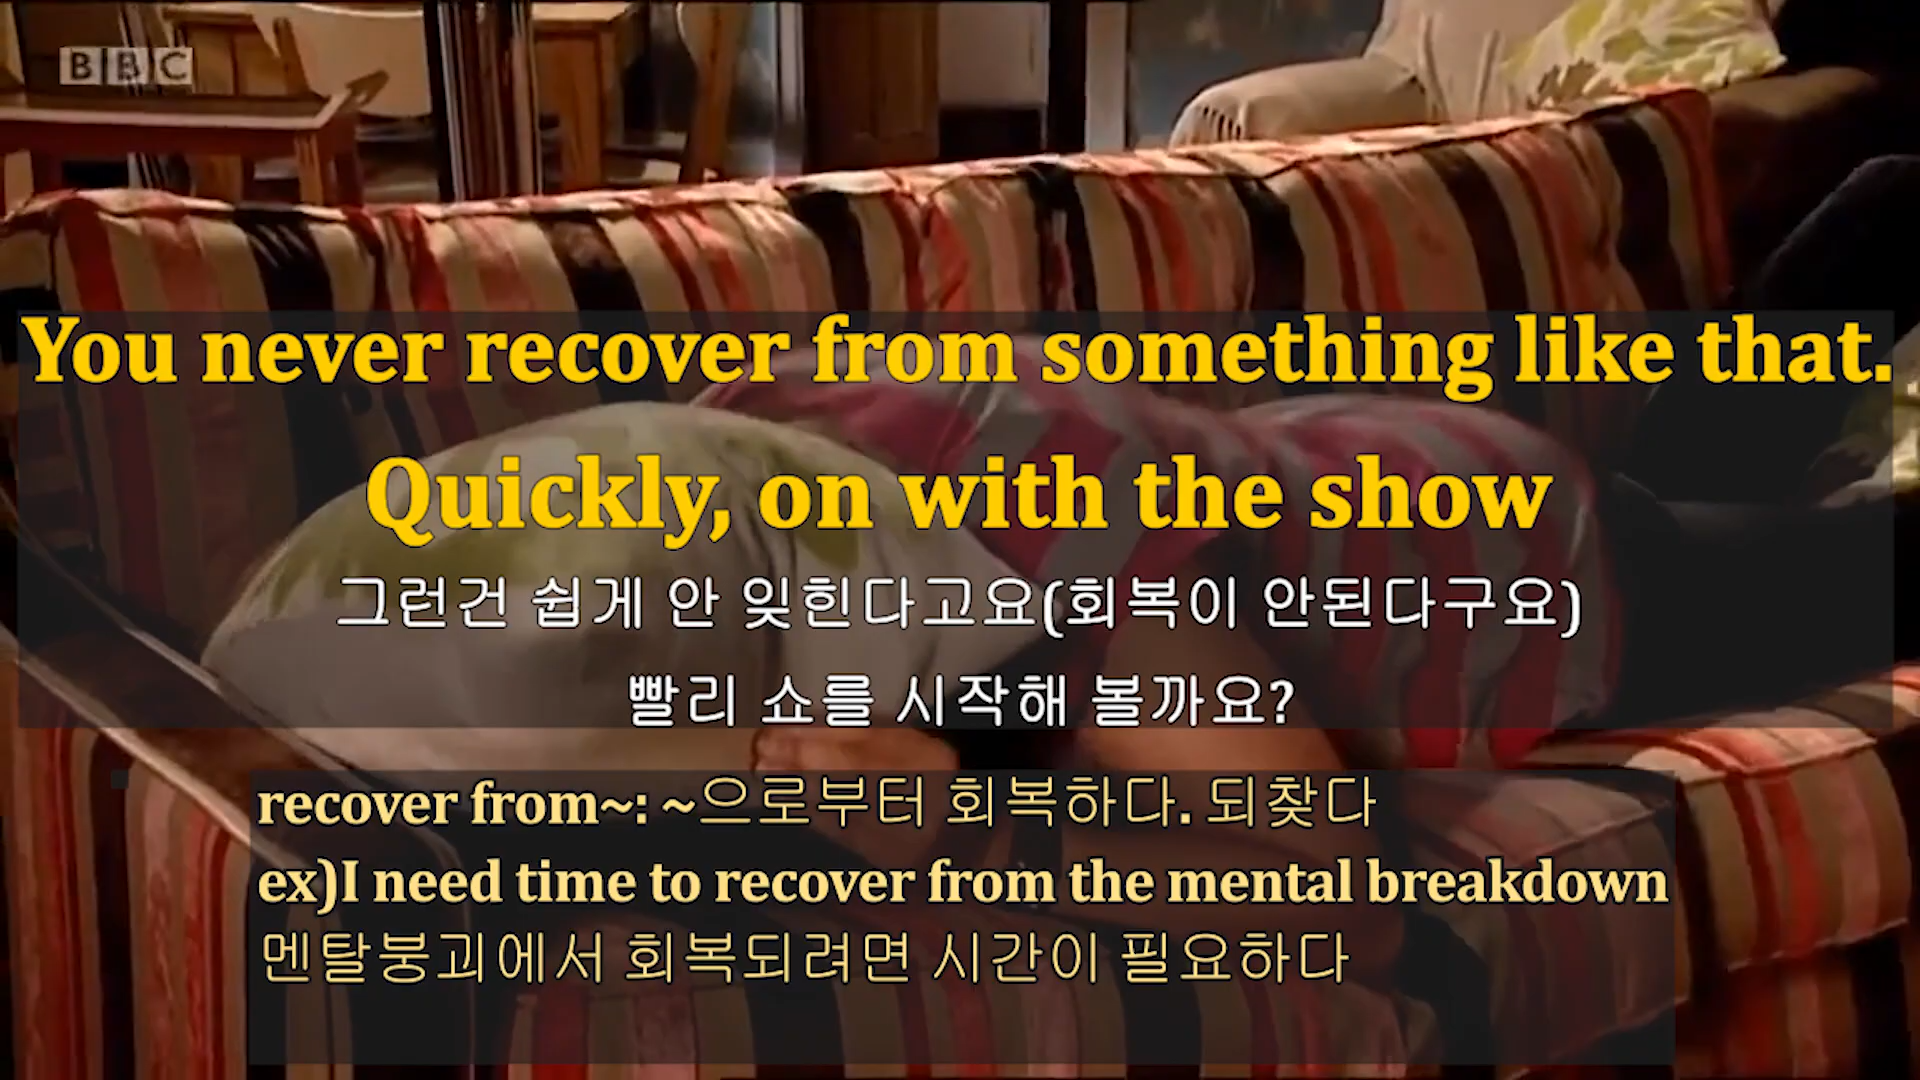 BBC
You never recover from something like that.
Quickly, on with the show
그런건 쉽게 안 잊힌다고요(회복이 안된다구요)
빨리 쇼를 시작해 볼까요?
recover from~: ~으로부터 회복하다. 되찾다
ex)I need time to recover from the mental breakdown
멘탈붕괴에서 회복되려면 시간이 필요하다